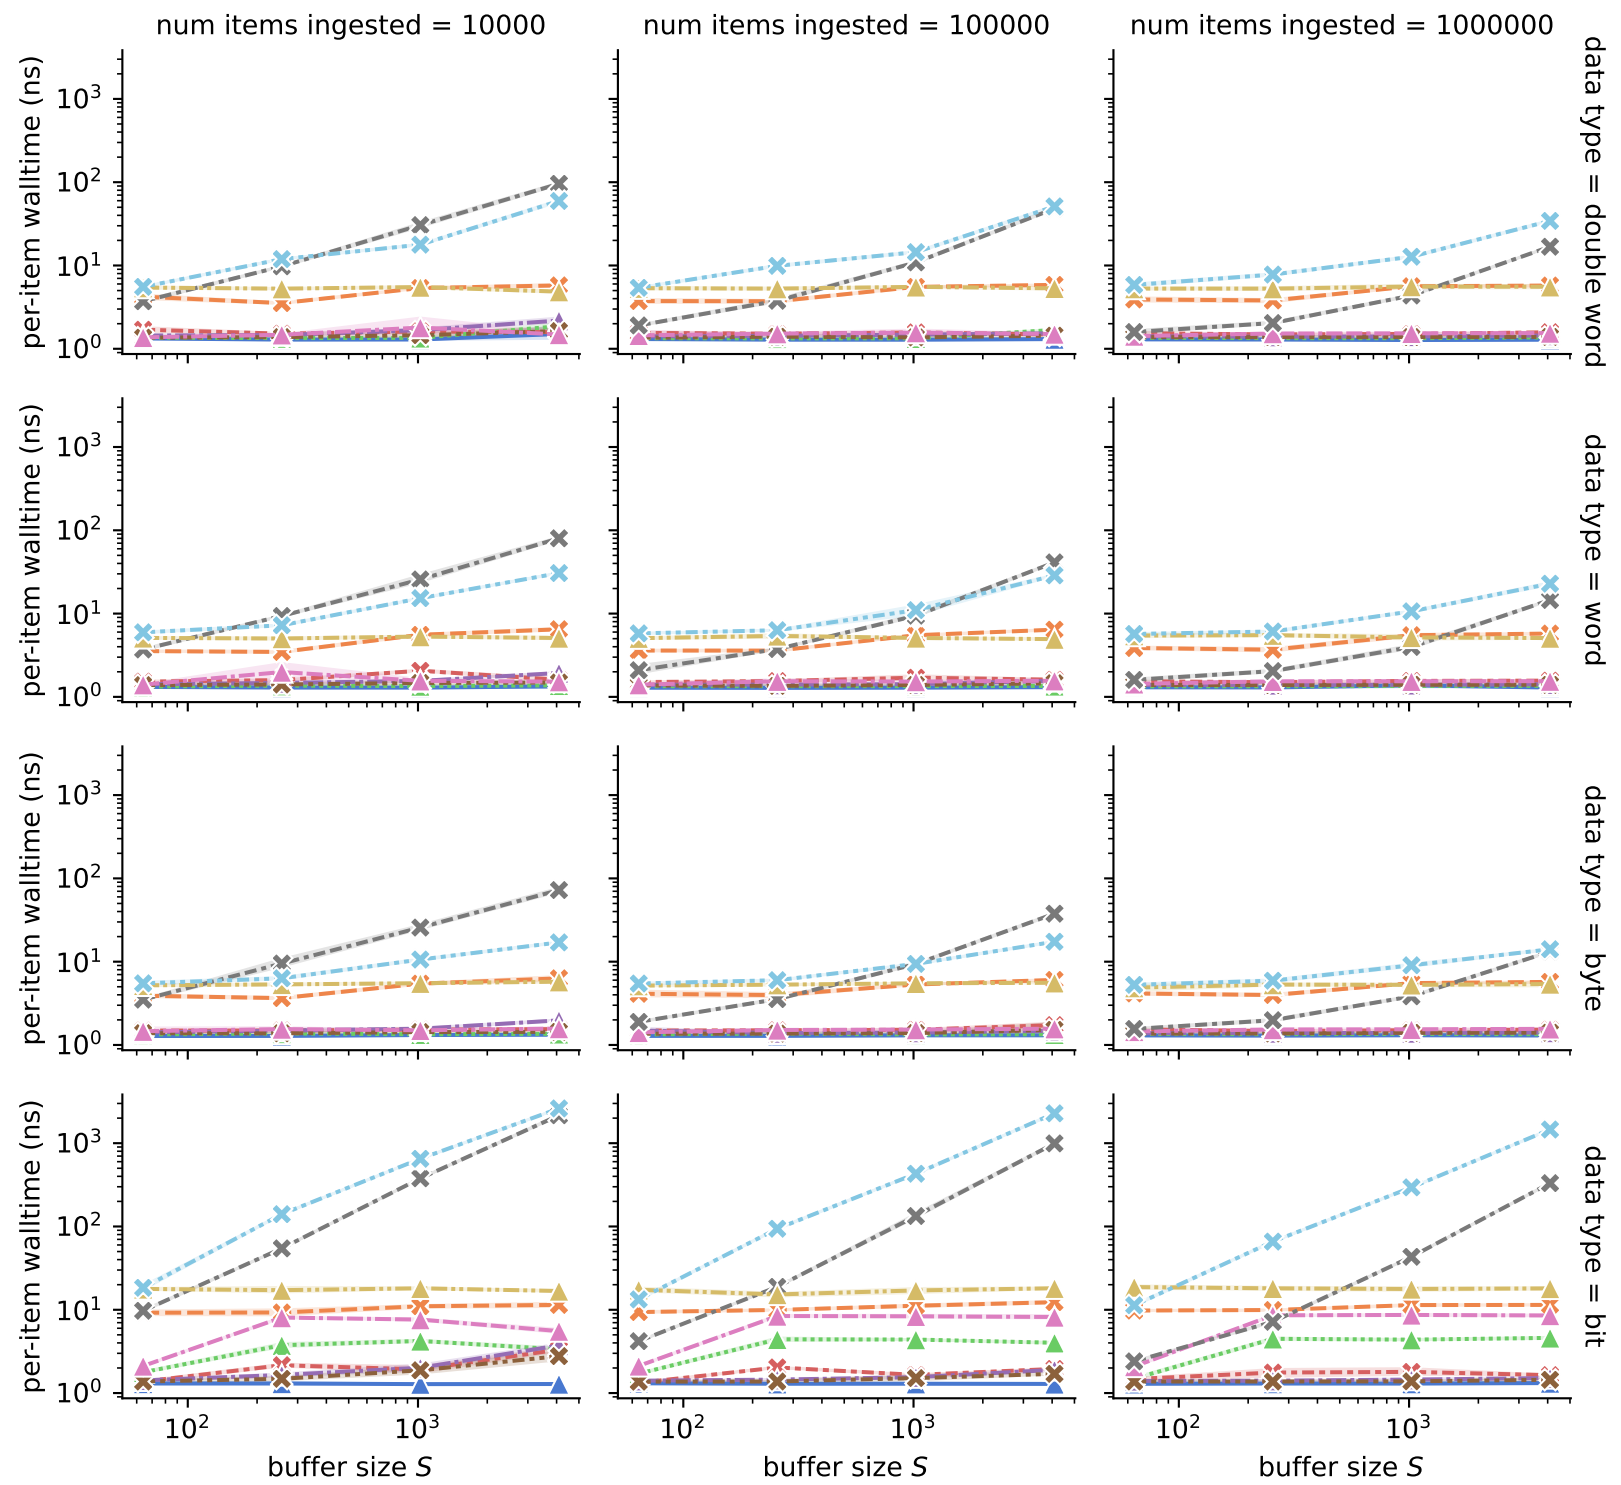 num items ingested = 10000
num items ingested = 100000
num items ingested = 1000000
per-item walltime (ns)
10³
10²
10¹
10⁰
data type = double word
per-item walltime (ns)
10³
10²
10¹
10⁰
data type = word
per-item walltime (ns)
10³
10²
10¹
10⁰
data type = byte
per-item walltime (ns)
10³
10²
10¹
10⁰
data type = bit
10² 10³
10² 10³
10² 10³
buffer size S
buffer size S
buffer size S